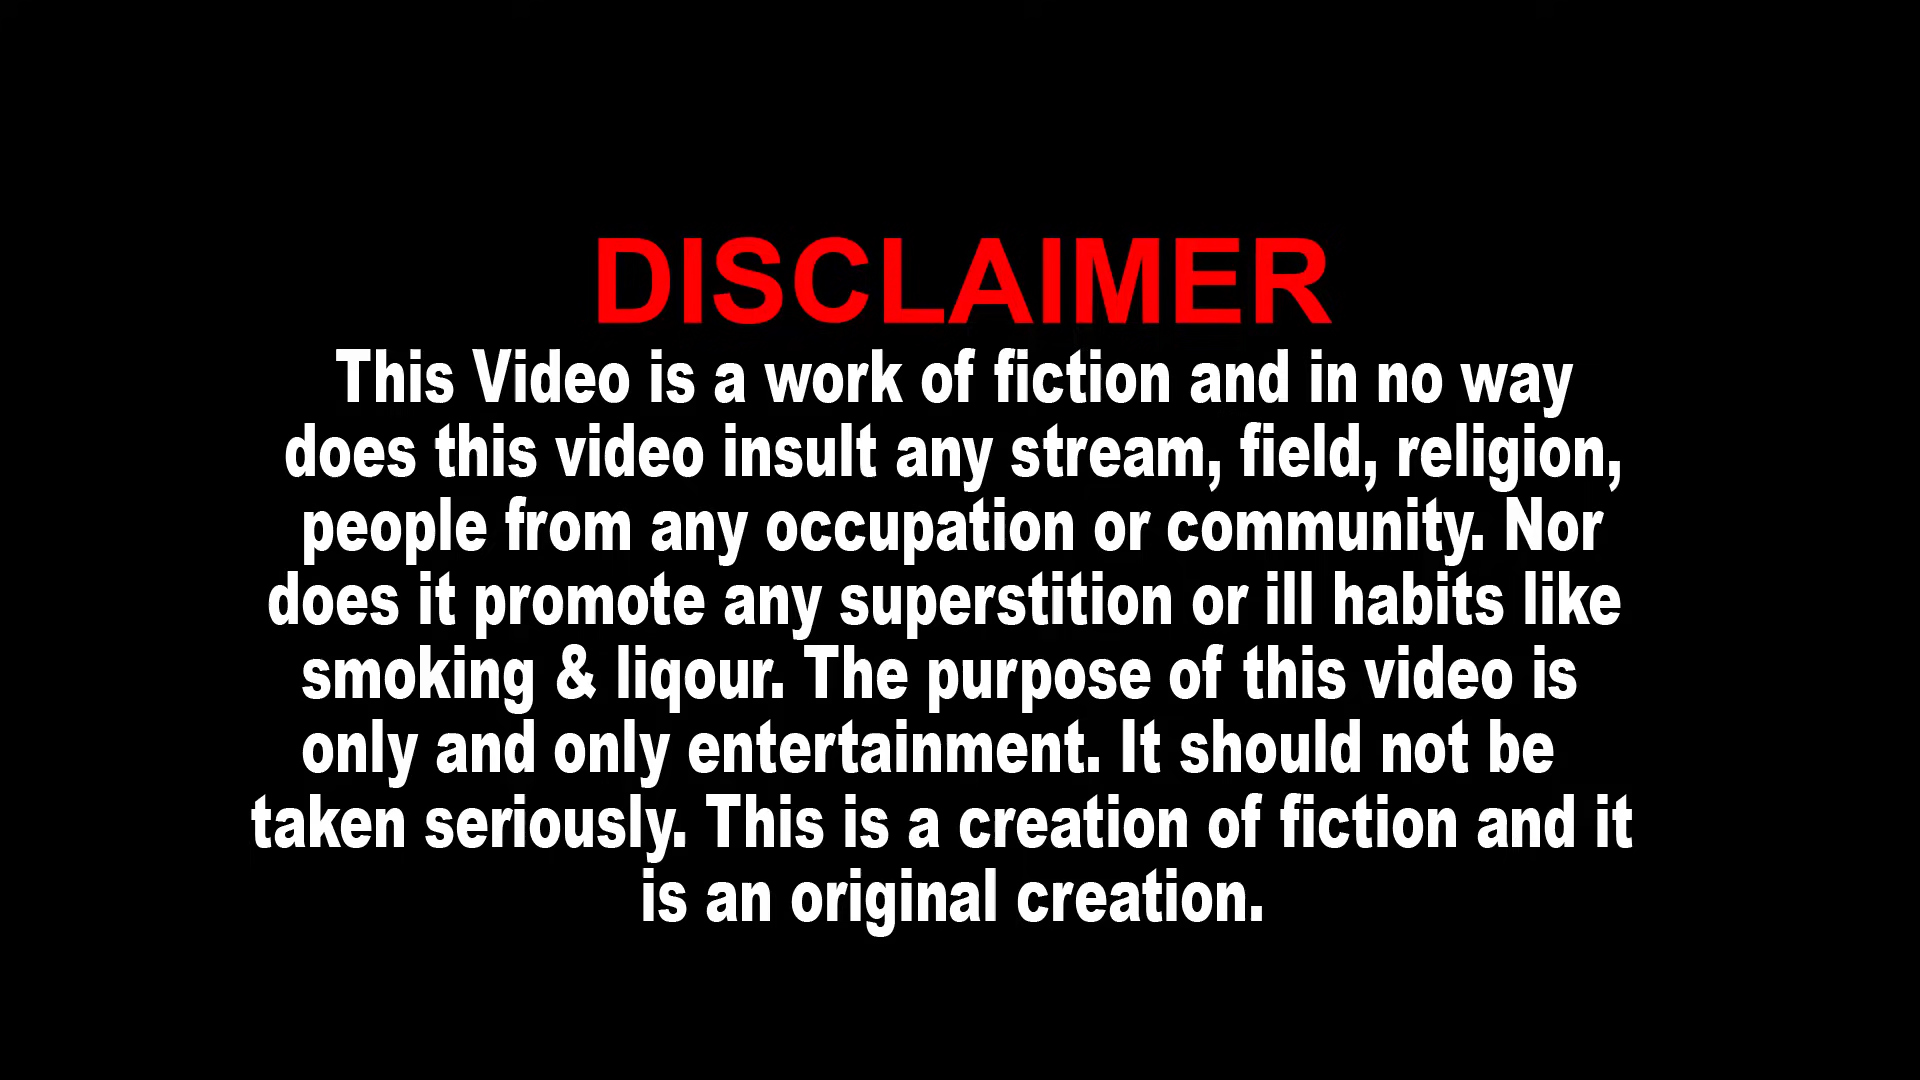 DISCLAIMER
This Video is a work of fiction and in no way
does this video insult any stream, field, religion,
people from any occupation or community. Nor
does it promote any superstition or ill habits like
smoking & liqour. The purpose of this video is
only and only entertainment. It should not be
taken seriously. This is a creation of fiction and it
is an original creation.